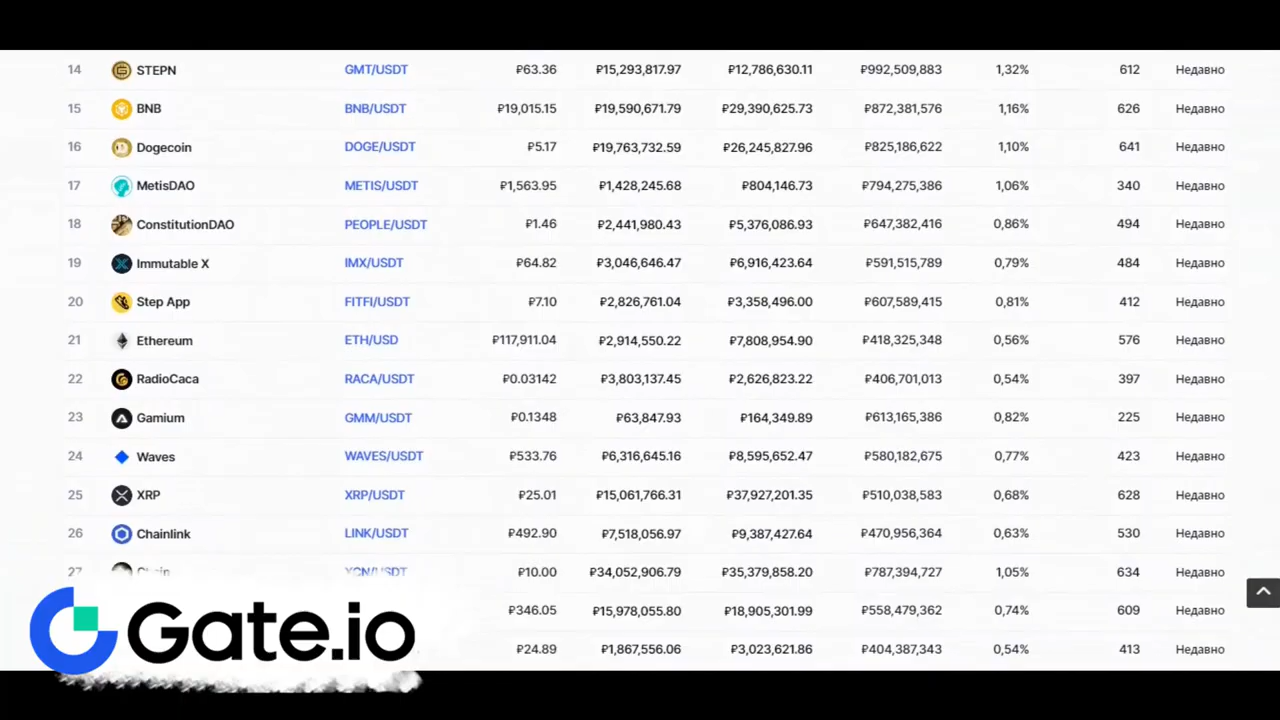 14 STEPN GMT/USDT ₽63.36 ₽15,293,817.97 ₽12,786,630.11 ₽992,509,883 1,32% 612 Недавно
15 BNB BNB/USDT ₽19,015.15 ₽19,590,671.79 ₽29,390,625.73 ₽872,381,576 1,16% 626 Недавно
16 Dogecoin DOGE/USDT ₽5.17 ₽19,763,732.59 ₽26,245,827.96 ₽825,186,622 1,10% 641 Недавно
17 MetisDAO METIS/USDT ₽1,563.95 ₽1,428,245.68 ₽804,146.73 ₽794,275,386 1,06% 340 Недавно
18 ConstitutionDAO PEOPLE/USDT ₽1.46 ₽2,441,980.43 ₽5,376,086.93 ₽647,382,416 0,86% 494 Недавно
19 Immutable X IMX/USDT ₽64.82 ₽3,046,646.47 ₽6,916,423.64 ₽591,515,789 0,79% 484 Недавно
20 Step App FITFI/USDT ₽7.10 ₽2,826,761.04 ₽3,358,496.00 ₽607,589,415 0,81% 412 Недавно
21 Ethereum ETH/USD ₽117,911.04 ₽2,914,550.22 ₽7,808,954.90 ₽418,325,348 0,56% 576 Недавно
22 RadioCaca RACA/USDT ₽0.03142 ₽3,803,137.45 ₽2,626,823.22 ₽406,701,013 0,54% 397 Недавно
23 Gamium GMM/USDT ₽0.1348 ₽63,847.93 ₽164,349.89 ₽613,165,386 0,82% 225 Недавно
24 Waves WAVES/USDT ₽533.76 ₽6,316,645.16 ₽8,595,652.47 ₽580,182,675 0,77% 423 Недавно
25 XRP XRP/USDT ₽25.01 ₽15,061,766.31 ₽37,927,201.35 ₽510,038,583 0,68% 628 Недавно
26 Chainlink LINK/USDT ₽492.90 ₽7,518,056.97 ₽9,387,427.64 ₽470,956,364 0,63% 530 Недавно
27 Chain XCN/USDT ₽10.00 ₽34,052,906.79 ₽35,379,858.20 ₽787,394,727 1,05% 634 Недавно
₽346.05 ₽15,978,055.80 ₽18,905,301.99 ₽558,479,362 0,74% 609 Недавно
Gate.io
₽24.89 ₽1,867,556.06 ₽3,023,621.86 ₽404,387,343 0,54% 413 Недавно